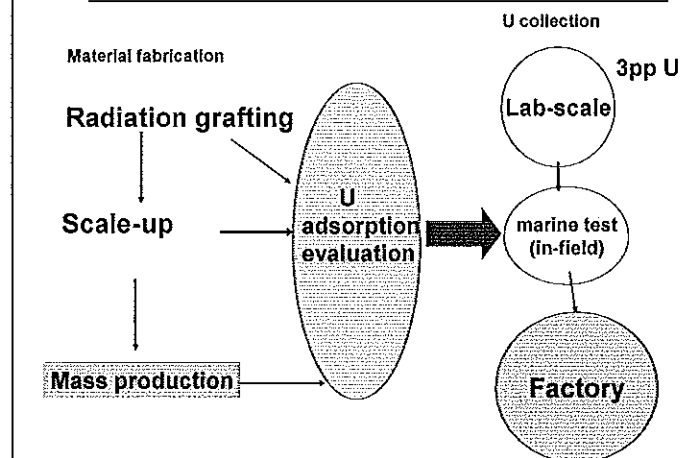 U collection
Material fabrication
3pp U
Radiation grafting
Lab-scale
Scale-up
U
adsorption
evaluation
marine test
(in-field)
Mass production
Factory